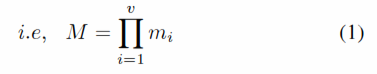 i.e, M = ∏_{i=1}^{v} m_i (1)